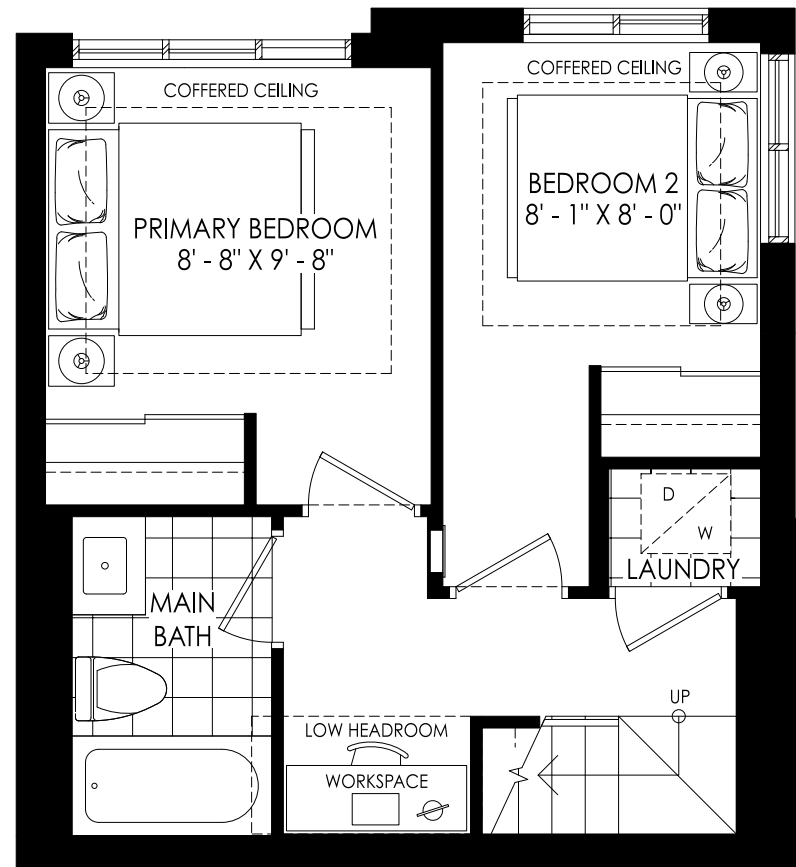 COFFERED CEILING
PRIMARY BEDROOM
8' - 8" X 9' - 8"
COFFERED CEILING
BEDROOM 2
8' - 1" X 8' - 0"
D
W
LAUNDRY
MAIN
BATH
UP
LOW HEADROOM
WORKSPACE